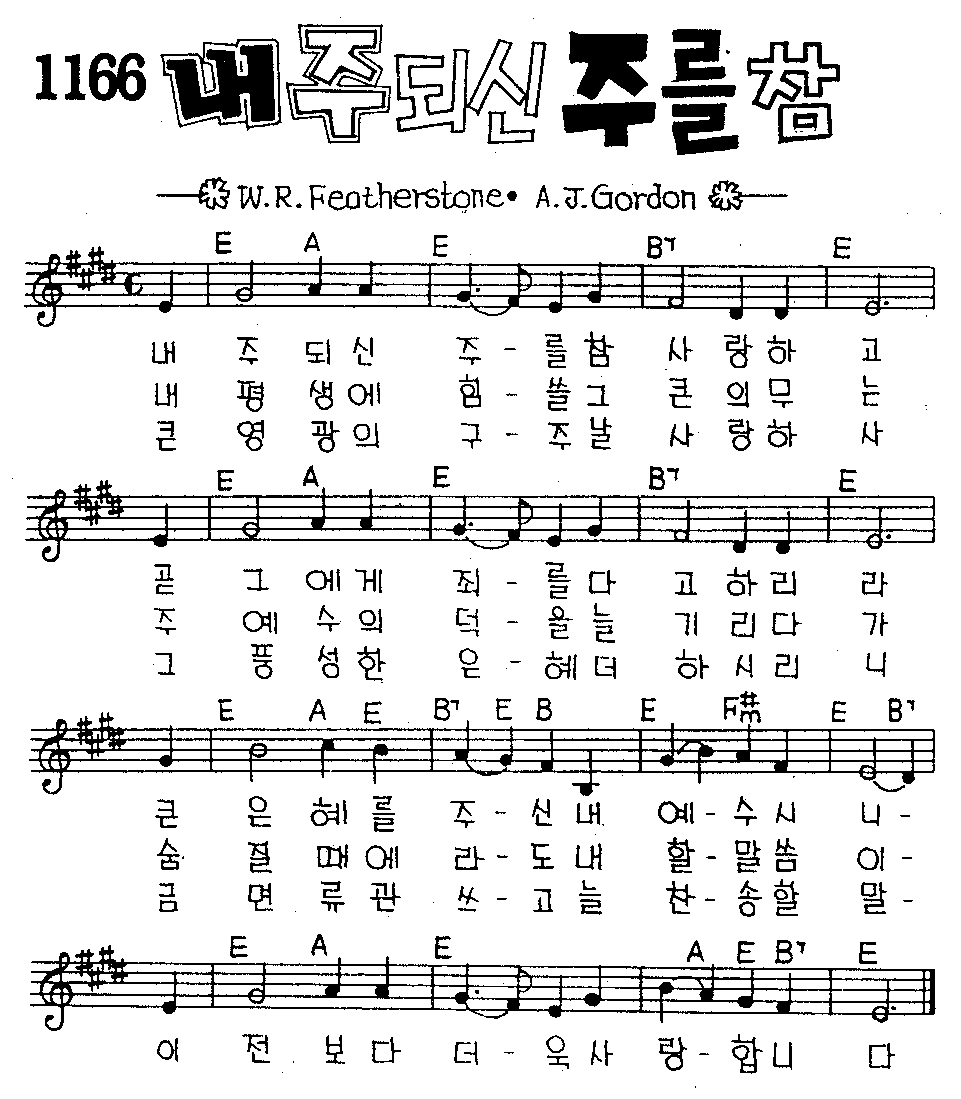 1166 내 주 되신 주를 참
W.R.Featherstone • A.J.Gordon
E A E B7 E
내 주 되 신 주 - 를 참 사 랑 하 고
내 평 생 에 힘 - 쓸 그 큰 의 무 는
큰 영 광 의 구 - 주 날 사 랑 하 사
E A E B7 E
곧 그 에 게 죄 - 를 다 고 하 리 라
주 예 수 의 덕 - 을 늘 기 리 다 가
그 풍 성 한 은 - 혜 더 하 시 리 니
E A E B7 E B E F#m E B7
큰 은 혜 를 주 - 신 내 예 - 수 시 니 -
숨 질 때 에 라 - 도 내 할 - 말 씀 이 -
금 면 류 관 쓰 - 고 늘 찬 - 송 할 말 -
E A E A E B7 E
이 전 보 다 더 - 욱 사 랑 - 합 니 다